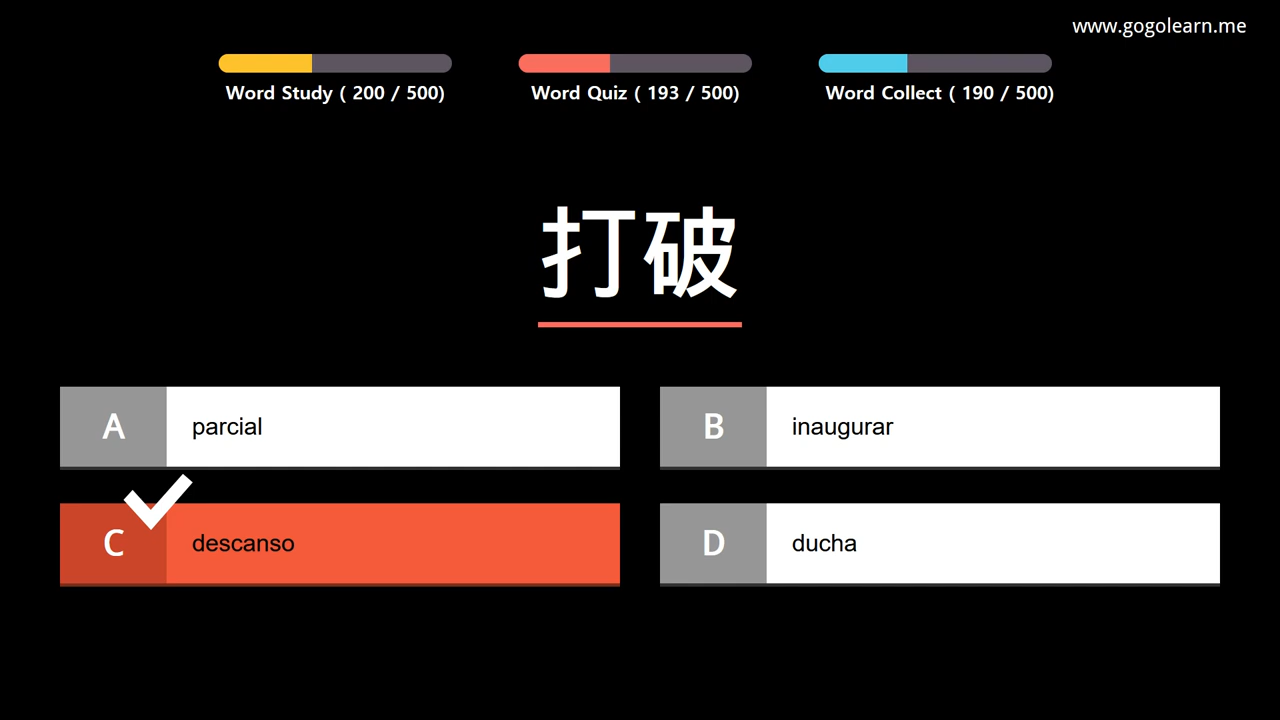 www.gogolearn.me
Word Study ( 200 / 500)
Word Quiz ( 193 / 500)
Word Collect ( 190 / 500)
打破
A parcial
B inaugurar
C descanso
D ducha